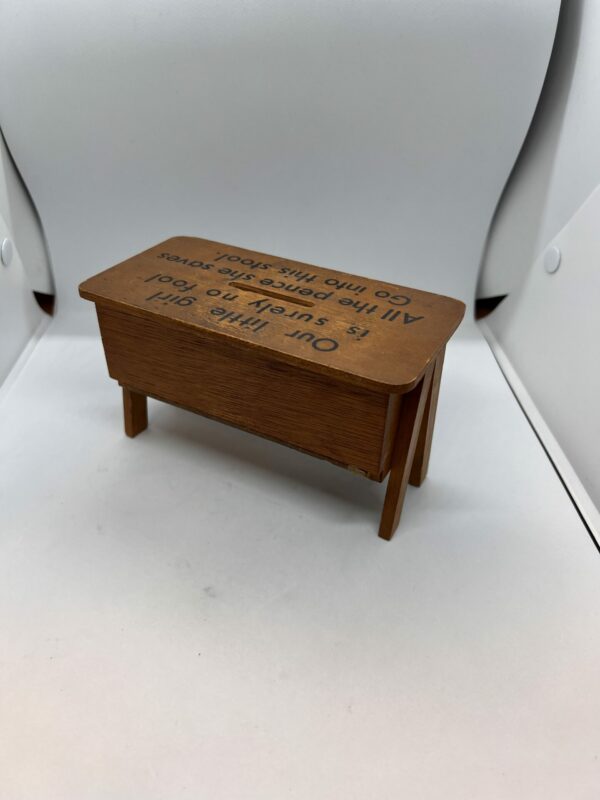 Our little girl
is surely no fool
All the pence she saves
Go into this stool.